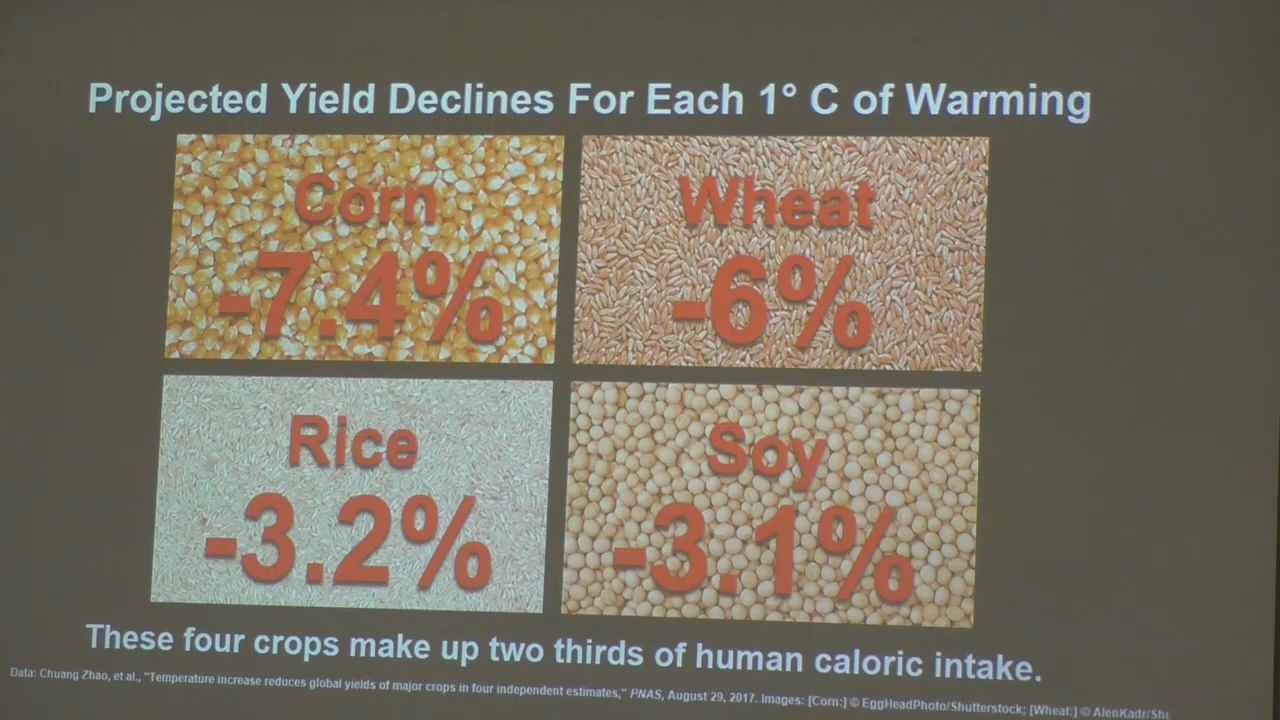 Projected Yield Declines For Each 1° C of Warming
Corn
-7.4%
Wheat
-6%
Rice
-3.2%
Soy
-3.1%
These four crops make up two thirds of human caloric intake.
Data: Chuang Zhao, et al., "Temperature increase reduces global yields of major crops in four independent estimates," PNAS, August 29, 2017. Images: [Corn:] © EggHeadPhoto/Shutterstock; [Wheat:] © AlenKadr/Shu